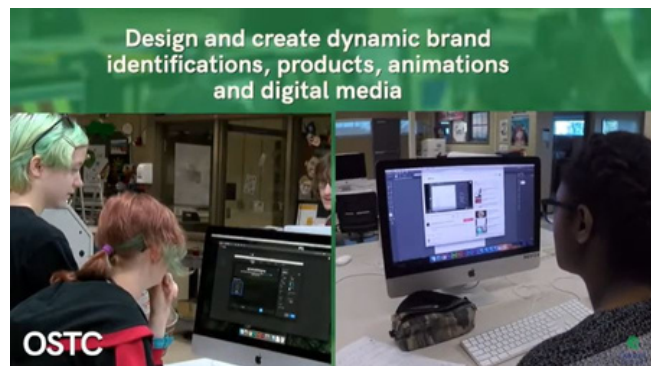 Design and create dynamic brand
identifications, products, animations
and digital media
OSTC